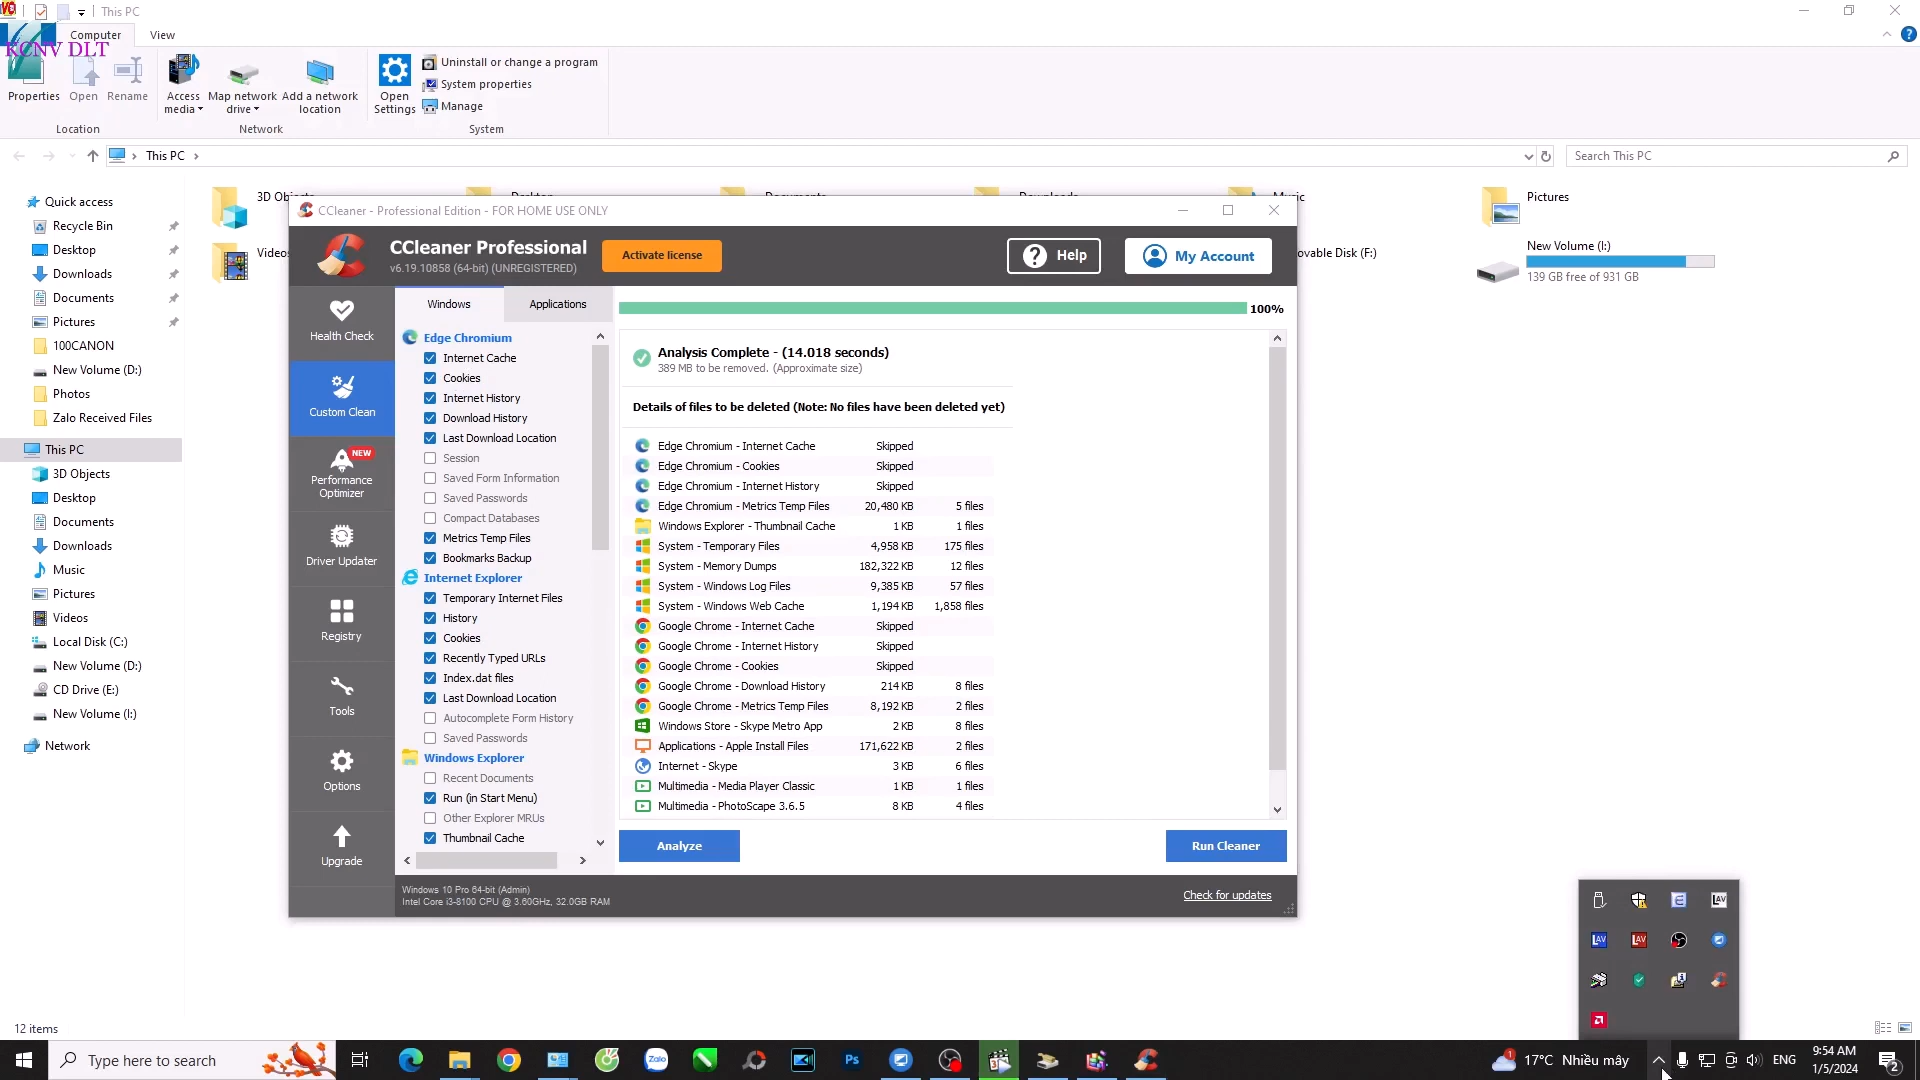 This PC
KCNV DLT
Computer
View
Properties
Open
Rename
Access media
Map network drive
Add a network location
Open Settings
Uninstall or change a program
System properties
Manage
Location
Network
System
This PC
Search This PC
Quick access
Recycle Bin
Desktop
Downloads
Documents
Pictures
100CANON
New Volume (D:)
Photos
Zalo Received Files
This PC
3D Objects
Desktop
Documents
Downloads
Music
Pictures
Videos
Local Disk (C:)
New Volume (D:)
CD Drive (E:)
New Volume (I:)
Network
12 items
Pictures
New Volume (I:)
139 GB free of 931 GB
CCleaner - Professional Edition - FOR HOME USE ONLY
CCleaner Professional
v6.19.10858 (64-bit) (UNREGISTERED)
Activate license
Help
My Account
Health Check
Custom Clean
NEW
Performance Optimizer
Driver Updater
Registry
Tools
Options
Upgrade
Windows
Applications
Edge Chromium
Internet Cache
Cookies
Internet History
Download History
Last Download Location
Session
Saved Form Information
Saved Passwords
Compact Databases
Metrics Temp Files
Bookmarks Backup
Internet Explorer
Temporary Internet Files
History
Cookies
Recently Typed URLs
Index.dat files
Last Download Location
Autocomplete Form History
Saved Passwords
Windows Explorer
Recent Documents
Run (in Start Menu)
Other Explorer MRUs
Thumbnail Cache
100%
Analysis Complete - (14.018 seconds)
389 MB to be removed. (Approximate size)
Details of files to be deleted (Note: No files have been deleted yet)
Edge Chromium - Internet Cache Skipped
Edge Chromium - Cookies Skipped
Edge Chromium - Internet History Skipped
Edge Chromium - Metrics Temp Files 20,480 KB 5 files
Windows Explorer - Thumbnail Cache 1 KB 1 files
System - Temporary Files 4,958 KB 175 files
System - Memory Dumps 182,322 KB 12 files
System - Windows Log Files 9,385 KB 57 files
System - Windows Web Cache 1,194 KB 1,858 files
Google Chrome - Internet Cache Skipped
Google Chrome - Internet History Skipped
Google Chrome - Cookies Skipped
Google Chrome - Download History 214 KB 8 files
Google Chrome - Metrics Temp Files 8,192 KB 2 files
Windows Store - Skype Metro App 2 KB 8 files
Applications - Apple Install Files 171,622 KB 2 files
Internet - Skype 3 KB 6 files
Multimedia - Media Player Classic 1 KB 1 files
Multimedia - PhotoScape 3.6.5 8 KB 4 files
Analyze
Run Cleaner
Windows 10 Pro 64-bit (Admin)
Intel Core i3-8100 CPU @ 3.60GHz, 32.0GB RAM
Check for updates
LAV
LAV
LAV
Type here to search
Zalo
Ps
17°C Nhiều mây
ENG
9:54 AM
1/5/2024
2